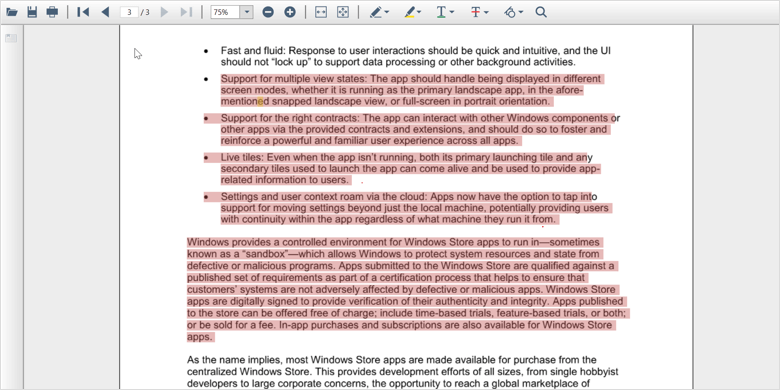 3 / 3
75%
• Fast and fluid: Response to user interactions should be quick and intuitive, and the UI
should not “lock up” to support data processing or other background activities.
• Support for multiple view states: The app should handle being displayed in different
screen modes, whether it is running as the primary landscape app, in the afore-
mentioned snapped landscape view, or full-screen in portrait orientation.
• Support for the right contracts: The app can interact with other Windows components or
other apps via the provided contracts and extensions, and should do so to foster and
reinforce a powerful and familiar user experience across all apps.
• Live tiles: Even when the app isn’t running, both its primary launching tile and any
secondary tiles used to launch the app can come alive and be used to provide app-
related information to users.
• Settings and user context roam via the cloud: Apps now have the option to tap into
support for moving settings beyond just the local machine, potentially providing users
with continuity within the app regardless of what machine they run it from.
Windows provides a controlled environment for Windows Store apps to run in—sometimes
known as a “sandbox”—which allows Windows to protect system resources and state from
defective or malicious programs. Apps submitted to the Windows Store are qualified against a
published set of requirements as part of a certification process that helps to ensure that
customers’ systems are not adversely affected by defective or malicious apps. Windows Store
apps are digitally signed to provide verification of their authenticity and integrity. Apps published
to the store can be offered free of charge; include time-based trials, feature-based trials, or both;
or be sold for a fee. In-app purchases and subscriptions are also available for Windows Store
apps.
As the name implies, most Windows Store apps are made available for purchase from the
centralized Windows Store. This provides development efforts of all sizes, from single hobbyist
developers to large corporate concerns, the opportunity to reach a global marketplace of